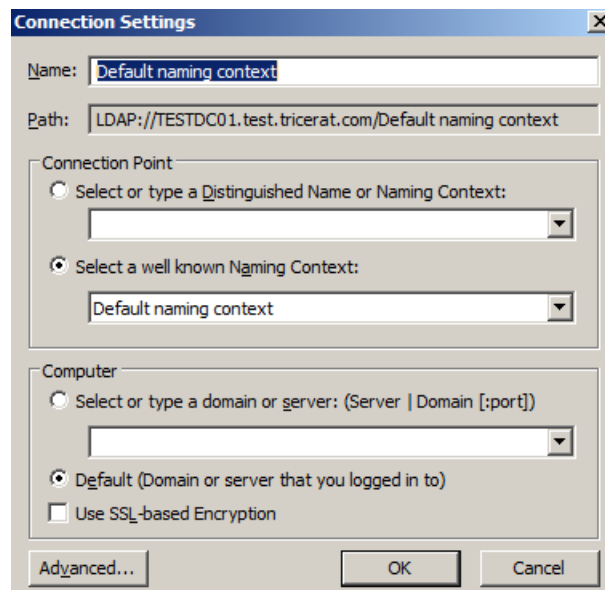 Connection Settings
Name: Default naming context
Path: LDAP://TESTDC01.test.tricerat.com/Default naming context
Connection Point
Select or type a Distinguished Name or Naming Context:
Select a well known Naming Context:
Default naming context
Computer
Select or type a domain or server: (Server | Domain [:port])
Default (Domain or server that you logged in to)
Use SSL-based Encryption
Advanced... OK Cancel